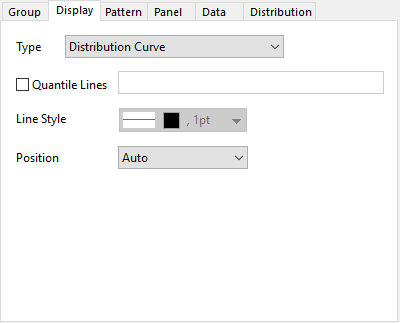 Group Display Pattern Panel Data Distribution
Type Distribution Curve
Quantile Lines
Line Style , 1pt
Position Auto